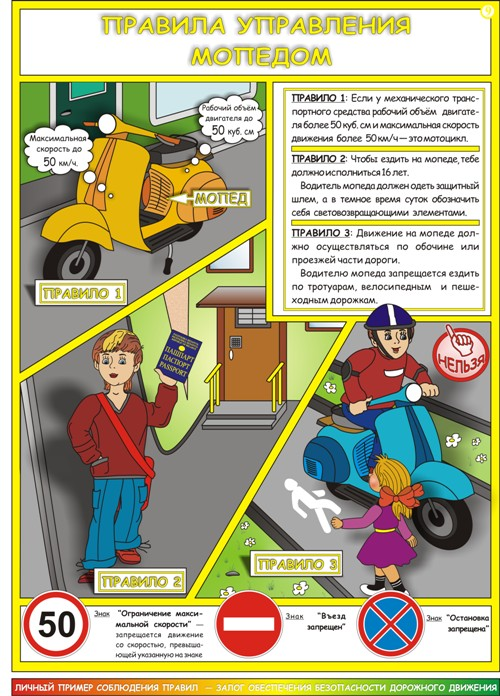 9
ПРАВИЛА УПРАВЛЕНИЯ
МОПЕДОМ
Максимальная
скорость до
50 км/ч.
Рабочий объём
двигателя до
50 куб. см
МОПЕД
ПРАВИЛО 1
ПРАВИЛО 1: Если у механического транс-
портного средства рабочий объём двигате-
ля более 50 куб. см и максимальная скорость
движения более 50 км/ч — это мотоцикл.
ПРАВИЛО 2: Чтобы ездить на мопеде, тебе
должно исполниться 16 лет.
Водитель мопеда должен одеть защитный
шлем, а в темное время суток обозначить
себя световозвращающими элементами.
ПРАВИЛО 3: Движение на мопеде дол-
жно осуществляться по обочине или
проезжей части дороги.
Водителю мопеда запрещается ездить
по тротуарам, велосипедным и пеше-
ходным дорожкам.
ПАШПАРТ
ПАСПОРТ
PASSPORT
НЕЛЬЗЯ
ПРАВИЛО 2
ПРАВИЛО 3
50
Знак "Ограничение макси-
мальной скорости" —
запрещается движение
со скоростью, превыша-
ющей указанную на знаке
Знак "Въезд
запрещен"
Знак "Остановка
запрещена"
ЛИЧНЫЙ ПРИМЕР СОБЛЮДЕНИЯ ПРАВИЛ — ЗАЛОГ ОБЕСПЕЧЕНИЯ БЕЗОПАСНОСТИ ДОРОЖНОГО ДВИЖЕНИЯ